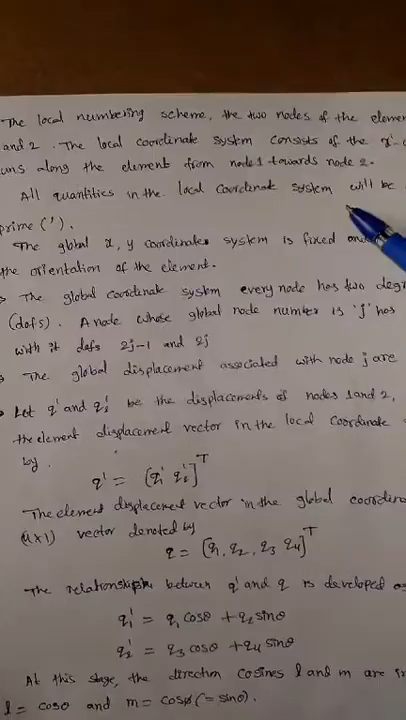 The local numbering scheme, the two nodes of the elemen
and 2. The local coordinate system consists of the x'-
uns along the element from node 1 towards node 2.
All quantities in the local coordinate system will be
prime (').
The global x, y coordinates system is fixed and
the orientation of the element.
The global coordinate system every node has two degr
(dofs). A node whose global node number is 'j' has
with it dofs 2j-1 and 2j
The global displacement associated with node j are
Let q' and q'2 be the displacements of nodes 1 and 2,
the element displacement vector in the local coordinate
by.
q' = [q'1 q'2]^T
The element displacement vector in the global coordin
(4x1) vector denoted by
q = [q1, q2, q3 q4]^T
The relationship between q' and q is developed
q'1 = q1 cosθ + q2 sinθ
q'2 = q3 cosθ + q4 sinθ
At this stage, the direction cosines l and m are in
l = cosθ and m = cosφ (= sinθ).